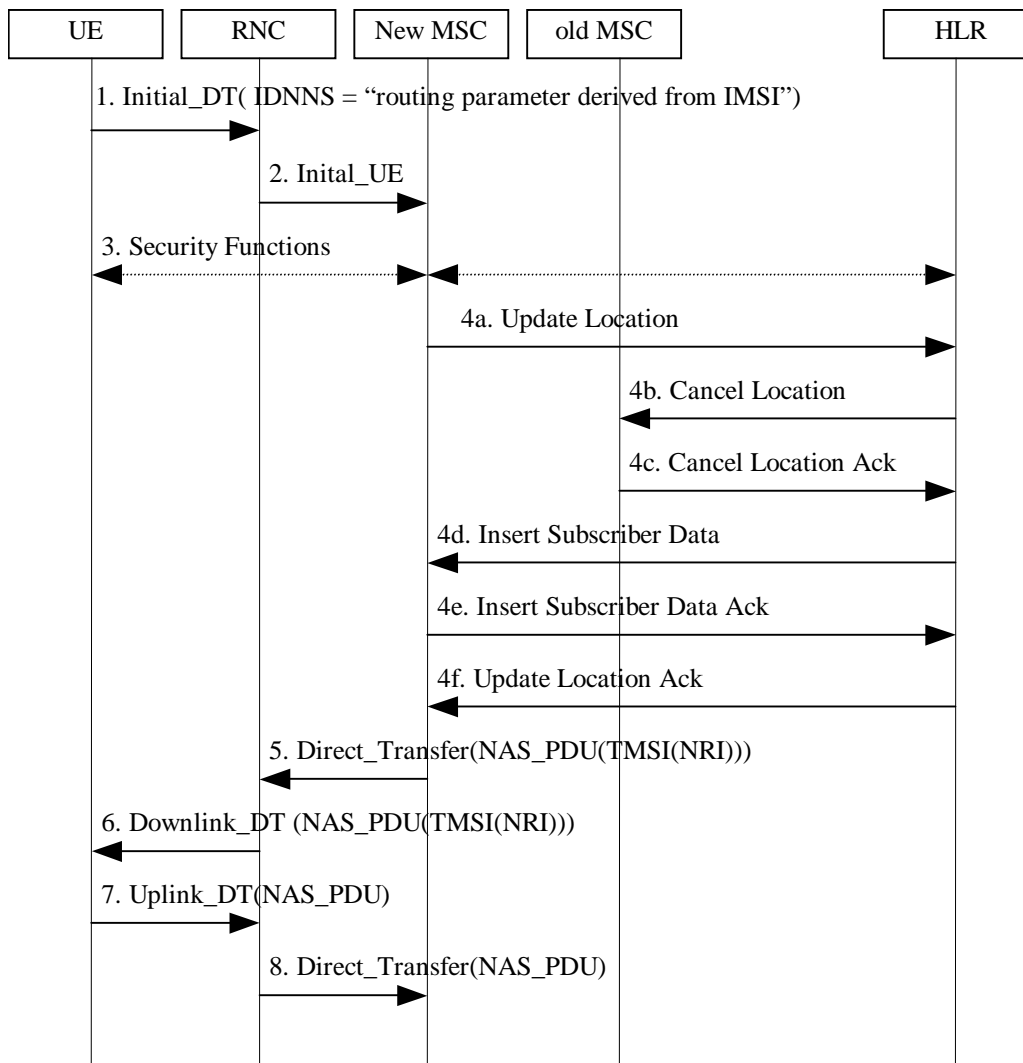 UE RNC New MSC old MSC HLR
1. Initial_DT( IDNNS = “routing parameter derived from IMSI”)
2. Inital_UE
3. Security Functions
4a. Update Location
4b. Cancel Location
4c. Cancel Location Ack
4d. Insert Subscriber Data
4e. Insert Subscriber Data Ack
4f. Update Location Ack
5. Direct_Transfer(NAS_PDU(TMSI(NRI)))
6. Downlink_DT (NAS_PDU(TMSI(NRI)))
7. Uplink_DT(NAS_PDU)
8. Direct_Transfer(NAS_PDU)